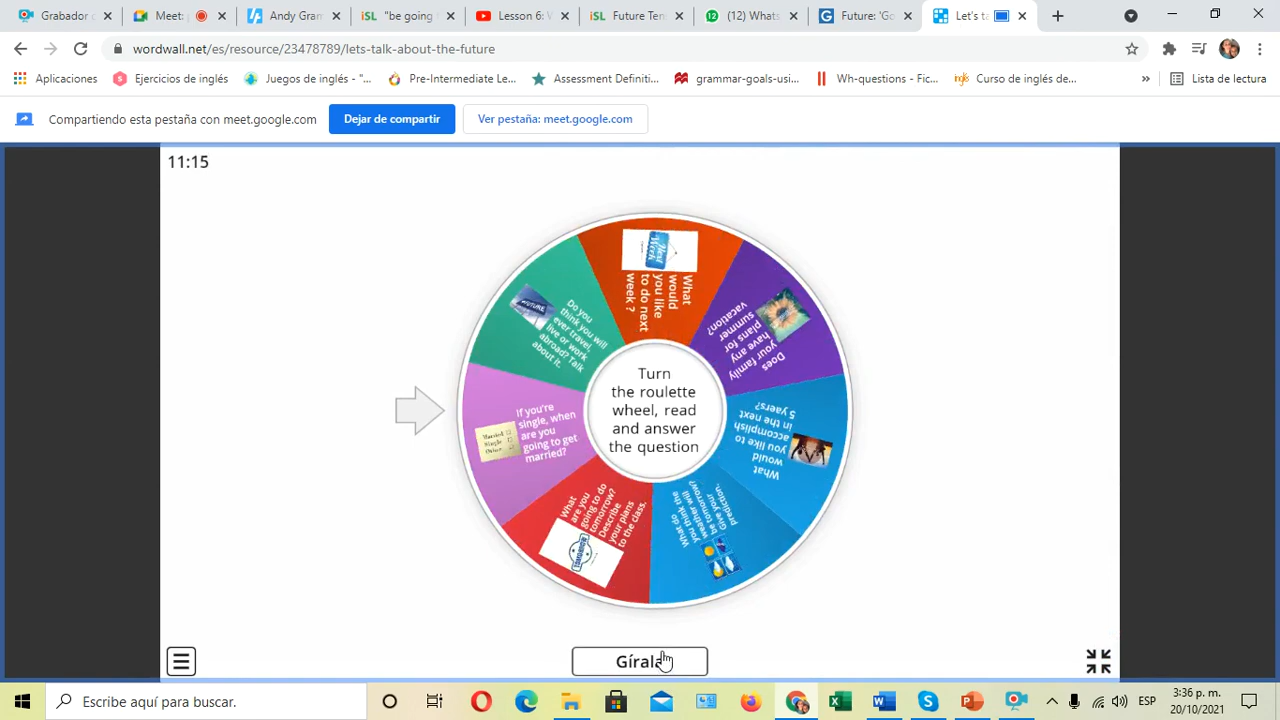 Grabador
Meet:
Andy Gram
"be going
Lesson 6: W
Future Ten
(12) Whats
Future: 'Go
Let's ta
wordwall.net/es/resource/23478789/lets-talk-about-the-future
Aplicaciones
Ejercicios de inglés
Juegos de inglés - "...
Pre-Intermediate Le...
Assessment Definiti...
grammar-goals-usi...
Wh-questions - Fic...
Curso de inglés de...
»
Lista de lectura
Compartiendo esta pestaña con meet.google.com
Dejar de compartir
Ver pestaña: meet.google.com
11:15
What
would
you like
to do next
week ?
Next
Week
Does
your family
have any
plans for
summer
vacation?
What
would
you like to
accomplish
in the next
5 yaers?
What do
you think the
weather will
be tomorrow?
Give your
prediction.
What
are you
going to do
tomorrow?
Describe
your plans
to the class.
If you're
single, when
are you
going to get
married?
Married
Single
Other
Do you
think you will
ever travel,
live or work
abroad? Talk
about it.
FUTURE
Turn
the roulette
wheel, read
and answer
the question
Gírala
Escribe aquí para buscar.
ESP
3:36 p. m.
20/10/2021